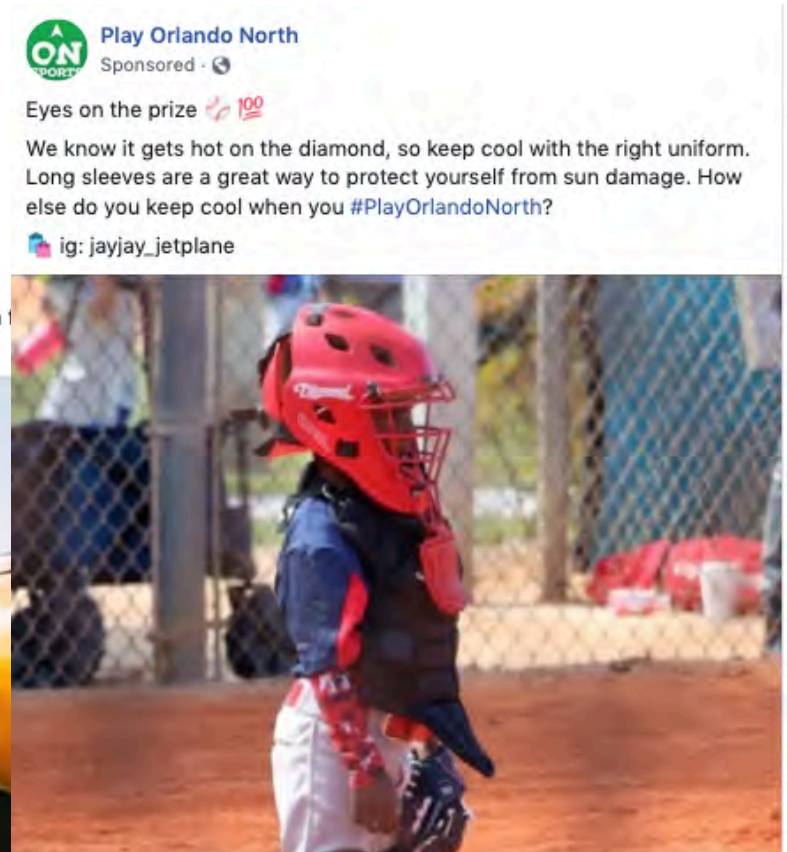 ON
SPORTS
Play Orlando North
Sponsored ·
Eyes on the prize ⚾ 💯
We know it gets hot on the diamond, so keep cool with the right uniform.
Long sleeves are a great way to protect yourself from sun damage. How
else do you keep cool when you #PlayOrlandoNorth?
🛍️ ig: jayjay_jetplane